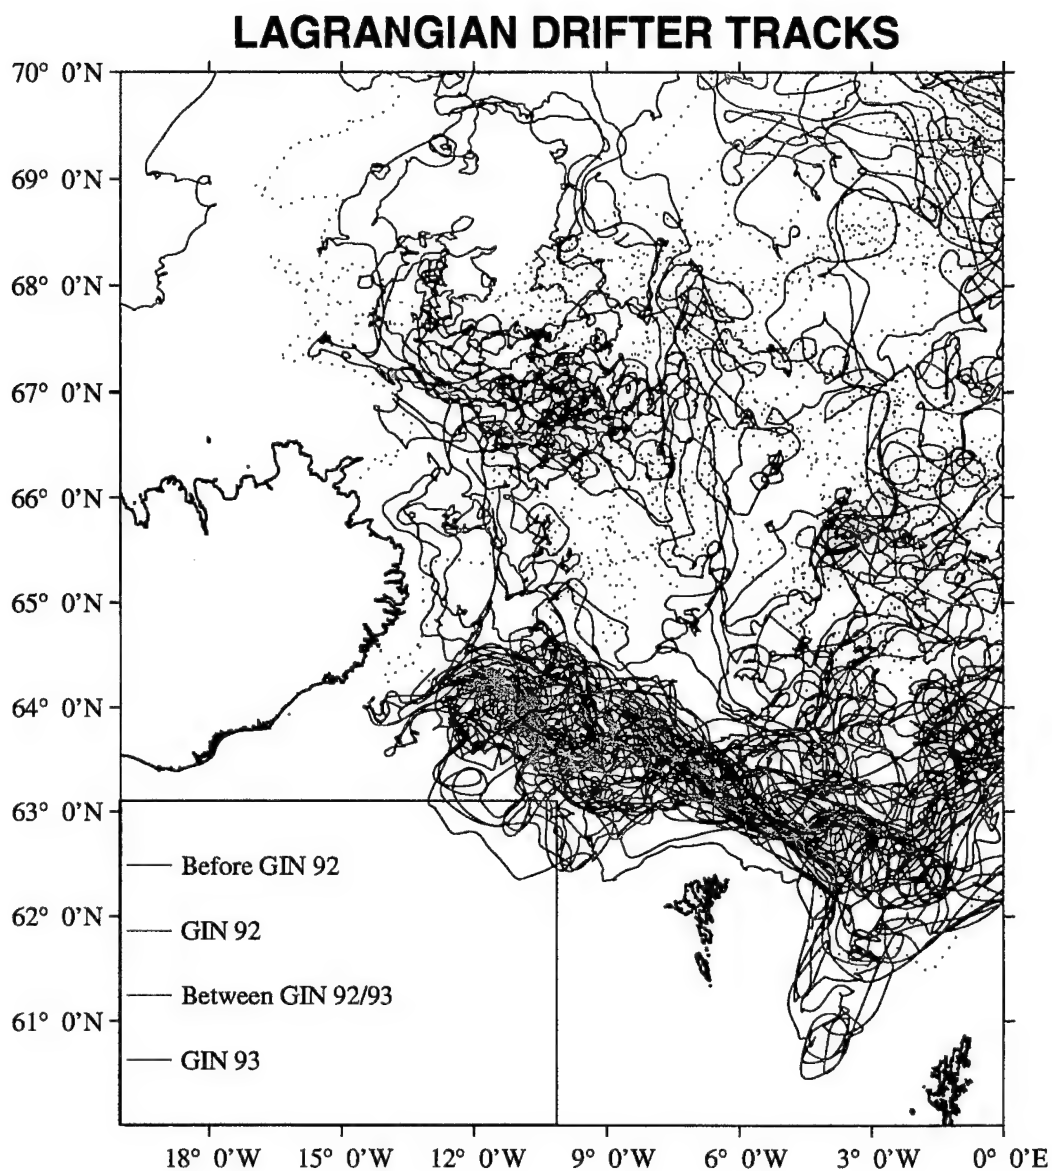 LAGRANGIAN DRIFTER TRACKS
70° 0'N
69° 0'N
68° 0'N
67° 0'N
66° 0'N
65° 0'N
64° 0'N
63° 0'N
62° 0'N
61° 0'N
Before GIN 92
GIN 92
Between GIN 92/93
GIN 93
18° 0'W 15° 0'W 12° 0'W 9° 0'W 6° 0'W 3° 0'W 0° 0'E